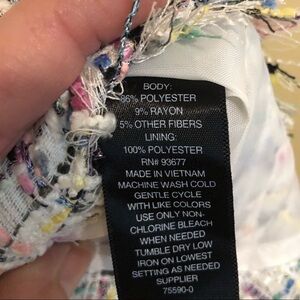 BODY:
86% POLYESTER
9% RAYON
5% OTHER FIBERS
LINING:
100% POLYESTER
RN# 93677
MADE IN VIETNAM
MACHINE WASH COLD
GENTLE CYCLE
WITH LIKE COLORS
USE ONLY NON-
CHLORINE BLEACH
WHEN NEEDED
TUMBLE DRY LOW
IRON ON LOWEST
SETTING AS NEEDED
SUPPLIER
75590-0